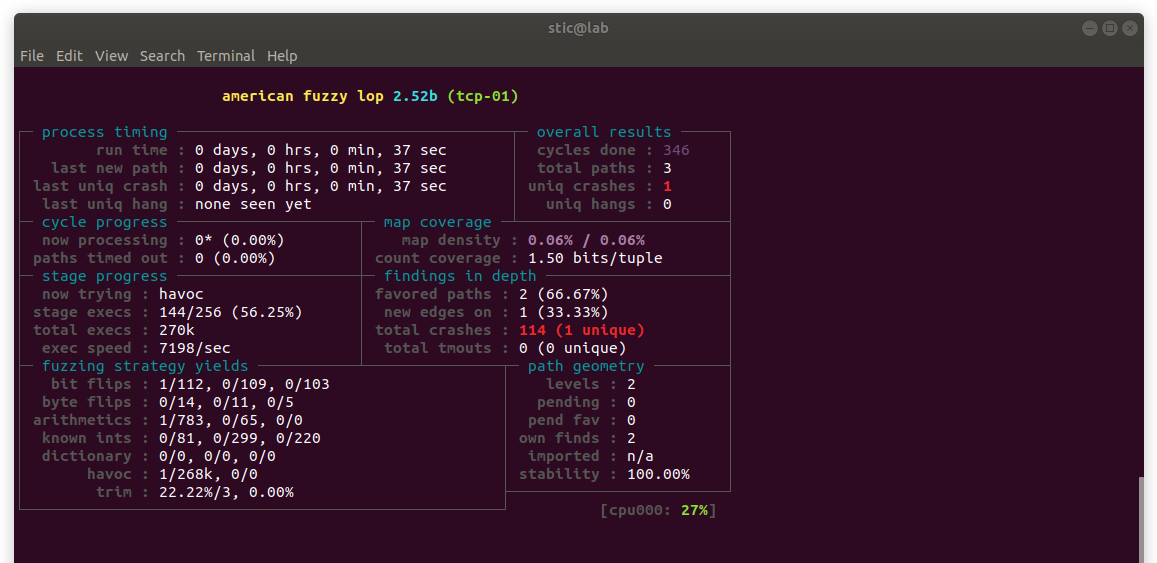 stic@lab
File Edit View Search Terminal Help
american fuzzy lop 2.52b (tcp-01)
process timing overall results
run time : 0 days, 0 hrs, 0 min, 37 sec cycles done : 346
last new path : 0 days, 0 hrs, 0 min, 37 sec total paths : 3
last uniq crash : 0 days, 0 hrs, 0 min, 37 sec uniq crashes : 1
last uniq hang : none seen yet uniq hangs : 0
cycle progress map coverage
now processing : 0* (0.00%) map density : 0.06% / 0.06%
paths timed out : 0 (0.00%) count coverage : 1.50 bits/tuple
stage progress findings in depth
now trying : havoc favored paths : 2 (66.67%)
stage execs : 144/256 (56.25%) new edges on : 1 (33.33%)
total execs : 270k total crashes : 114 (1 unique)
exec speed : 7198/sec total tmouts : 0 (0 unique)
fuzzing strategy yields path geometry
bit flips : 1/112, 0/109, 0/103 levels : 2
byte flips : 0/14, 0/11, 0/5 pending : 0
arithmetics : 1/783, 0/65, 0/0 pend fav : 0
known ints : 0/81, 0/299, 0/220 own finds : 2
dictionary : 0/0, 0/0, 0/0 imported : n/a
havoc : 1/268k, 0/0 stability : 100.00%
trim : 22.22%/3, 0.00%
[cpu000: 27%]